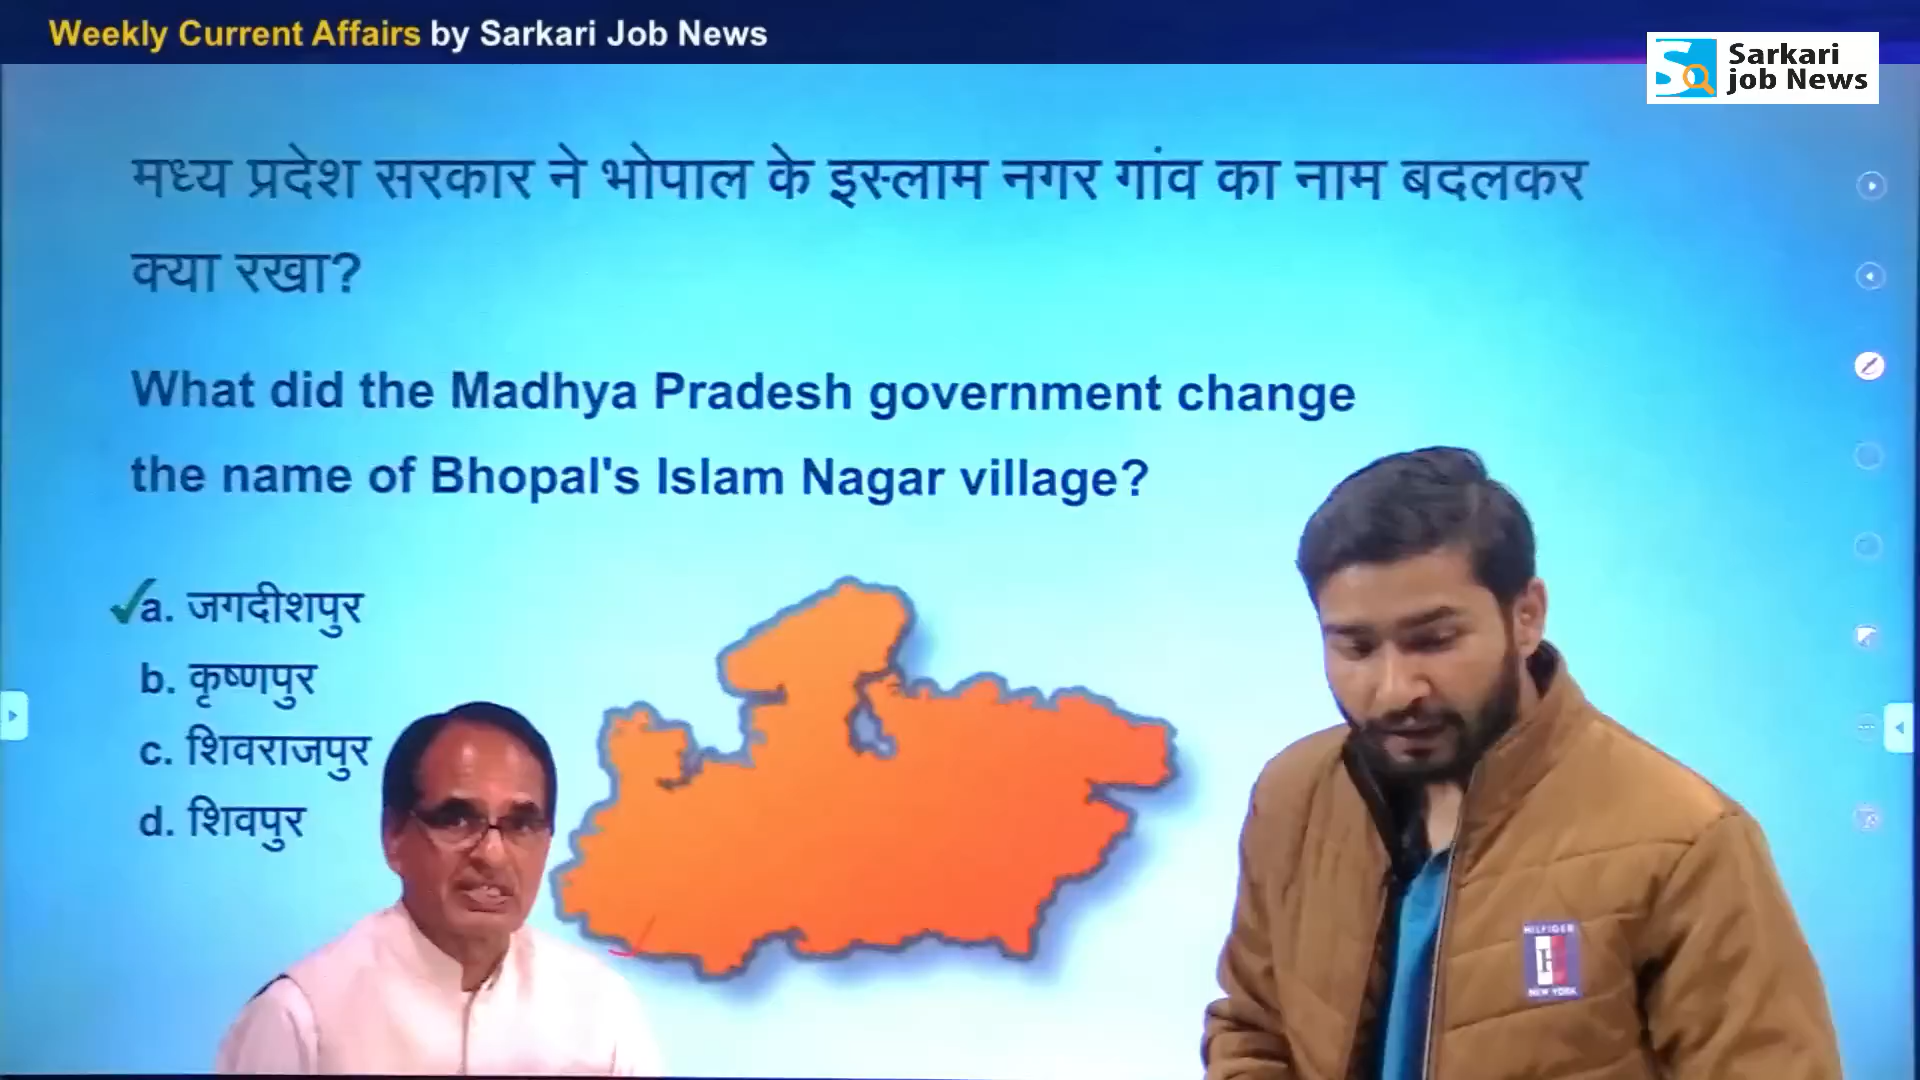 Weekly Current Affairs by Sarkari Job News
Sarkari
job News
मध्य प्रदेश सरकार ने भोपाल के इस्लाम नगर गांव का नाम बदलकर
क्या रखा?
What did the Madhya Pradesh government change
the name of Bhopal's Islam Nagar village?
a. जगदीशपुर
b. कृष्णपुर
c. शिवराजपुर
d. शिवपुर
HILFIGER
NEW YORK